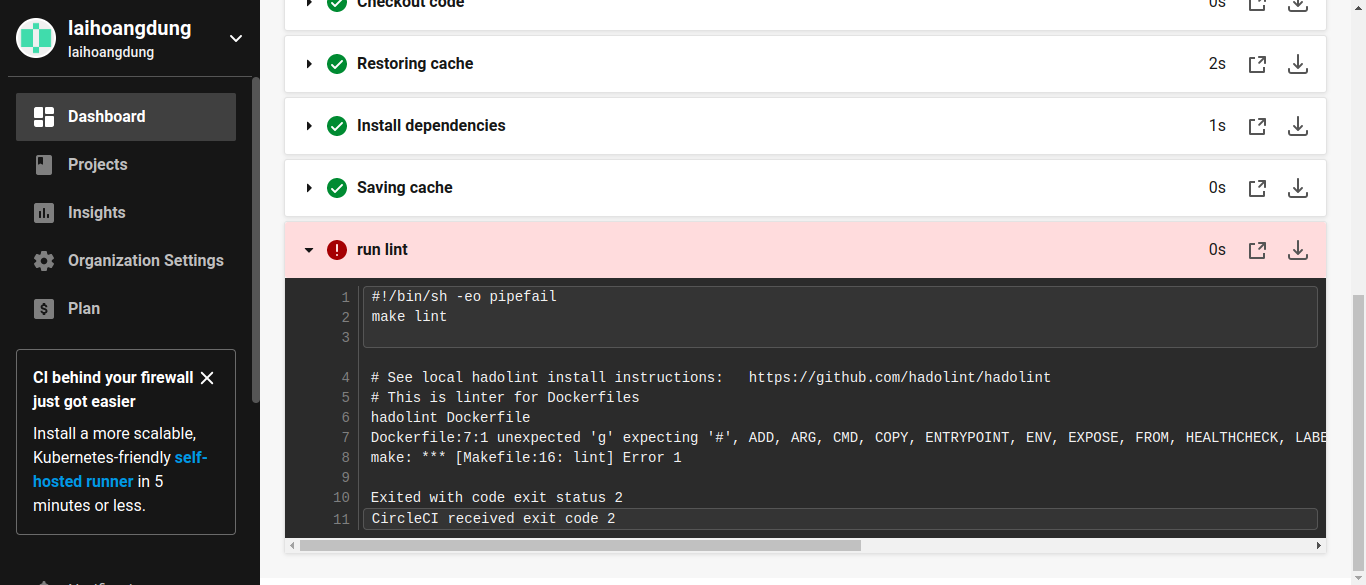 laihoangdung
laihoangdung
Dashboard
Projects
Insights
Organization Settings
Plan
CI behind your firewall
just got easier
Install a more scalable,
Kubernetes-friendly self-
hosted runner in 5
minutes or less.
Checkout code 0s
Restoring cache 2s
Install dependencies 1s
Saving cache 0s
run lint 0s
1 #!/bin/sh -eo pipefail
2 make lint
3
4 # See local hadolint install instructions:   https://github.com/hadolint/hadolint
5 # This is linter for Dockerfiles
6 hadolint Dockerfile
7 Dockerfile:7:1 unexpected 'g' expecting '#', ADD, ARG, CMD, COPY, ENTRYPOINT, ENV, EXPOSE, FROM, HEALTHCHECK, LABE
8 make: *** [Makefile:16: lint] Error 1
9
10 Exited with code exit status 2
11 CircleCI received exit code 2